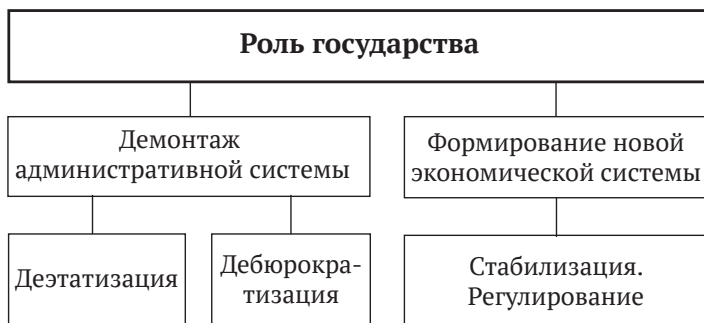 Роль государства
Демонтаж
административной системы
Формирование новой
экономической системы
Деэтатизация
Дебюрокра-
тизация
Стабилизация.
Регулирование